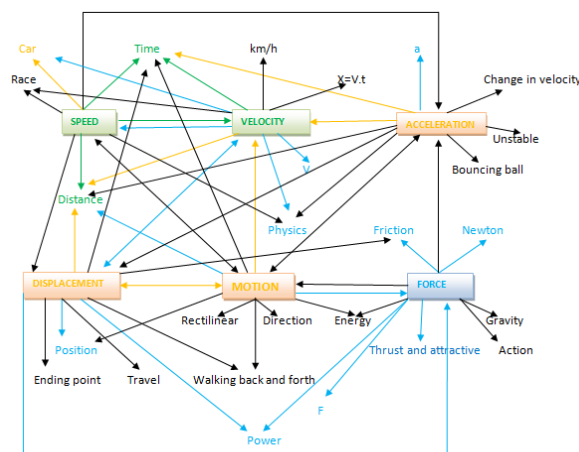 Car
Time
km/h
a
Race
X=V.t
Change in velocity
SPEED
VELOCITY
ACCELERATION
Unstable
V
Bouncing ball
Distance
Physics
Friction
Newton
DISPLACEMENT
MOTION
FORCE
Rectilinear
Direction
Energy
Gravity
Position
Thrust and attractive
Action
Ending point
Travel
Walking back and forth
F
Power